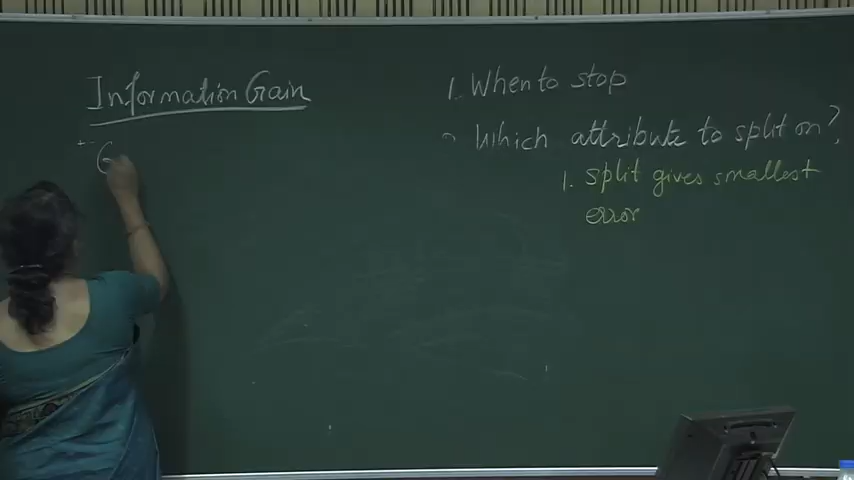 Information Gain
G
1. When to stop
Which attribute to split on?
1. split gives smallest
error